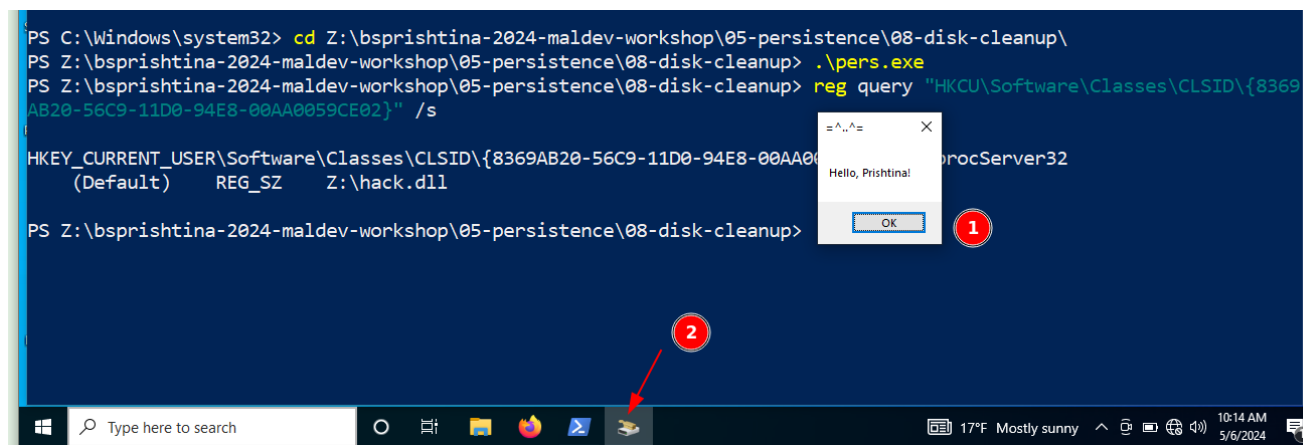 PS C:\Windows\system32> cd Z:\bsprishtina-2024-maldev-workshop\05-persistence\08-disk-cleanup\
PS Z:\bsprishtina-2024-maldev-workshop\05-persistence\08-disk-cleanup> .\pers.exe
PS Z:\bsprishtina-2024-maldev-workshop\05-persistence\08-disk-cleanup> reg query "HKCU\Software\Classes\CLSID\{8369
AB20-56C9-11D0-94E8-00AA0059CE02}" /s
=^..^=
HKEY_CURRENT_USER\Software\Classes\CLSID\{8369AB20-56C9-11D0-94E8-00AA0 procServer32
Hello, Prishtina!
(Default) REG_SZ Z:\hack.dll
OK
1
PS Z:\bsprishtina-2024-maldev-workshop\05-persistence\08-disk-cleanup>
2
Type here to search
17°F Mostly sunny
10:14 AM
5/6/2024